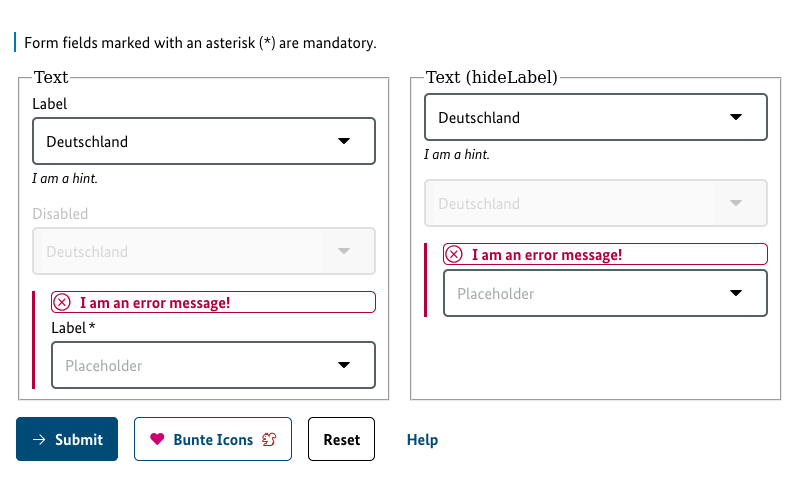 Form fields marked with an asterisk (*) are mandatory.
Text
Label
Deutschland
I am a hint.
Disabled
Deutschland
I am an error message!
Label *
Placeholder
Text (hideLabel)
Deutschland
I am a hint.
Deutschland
I am an error message!
Placeholder
Submit
Bunte Icons
Reset
Help